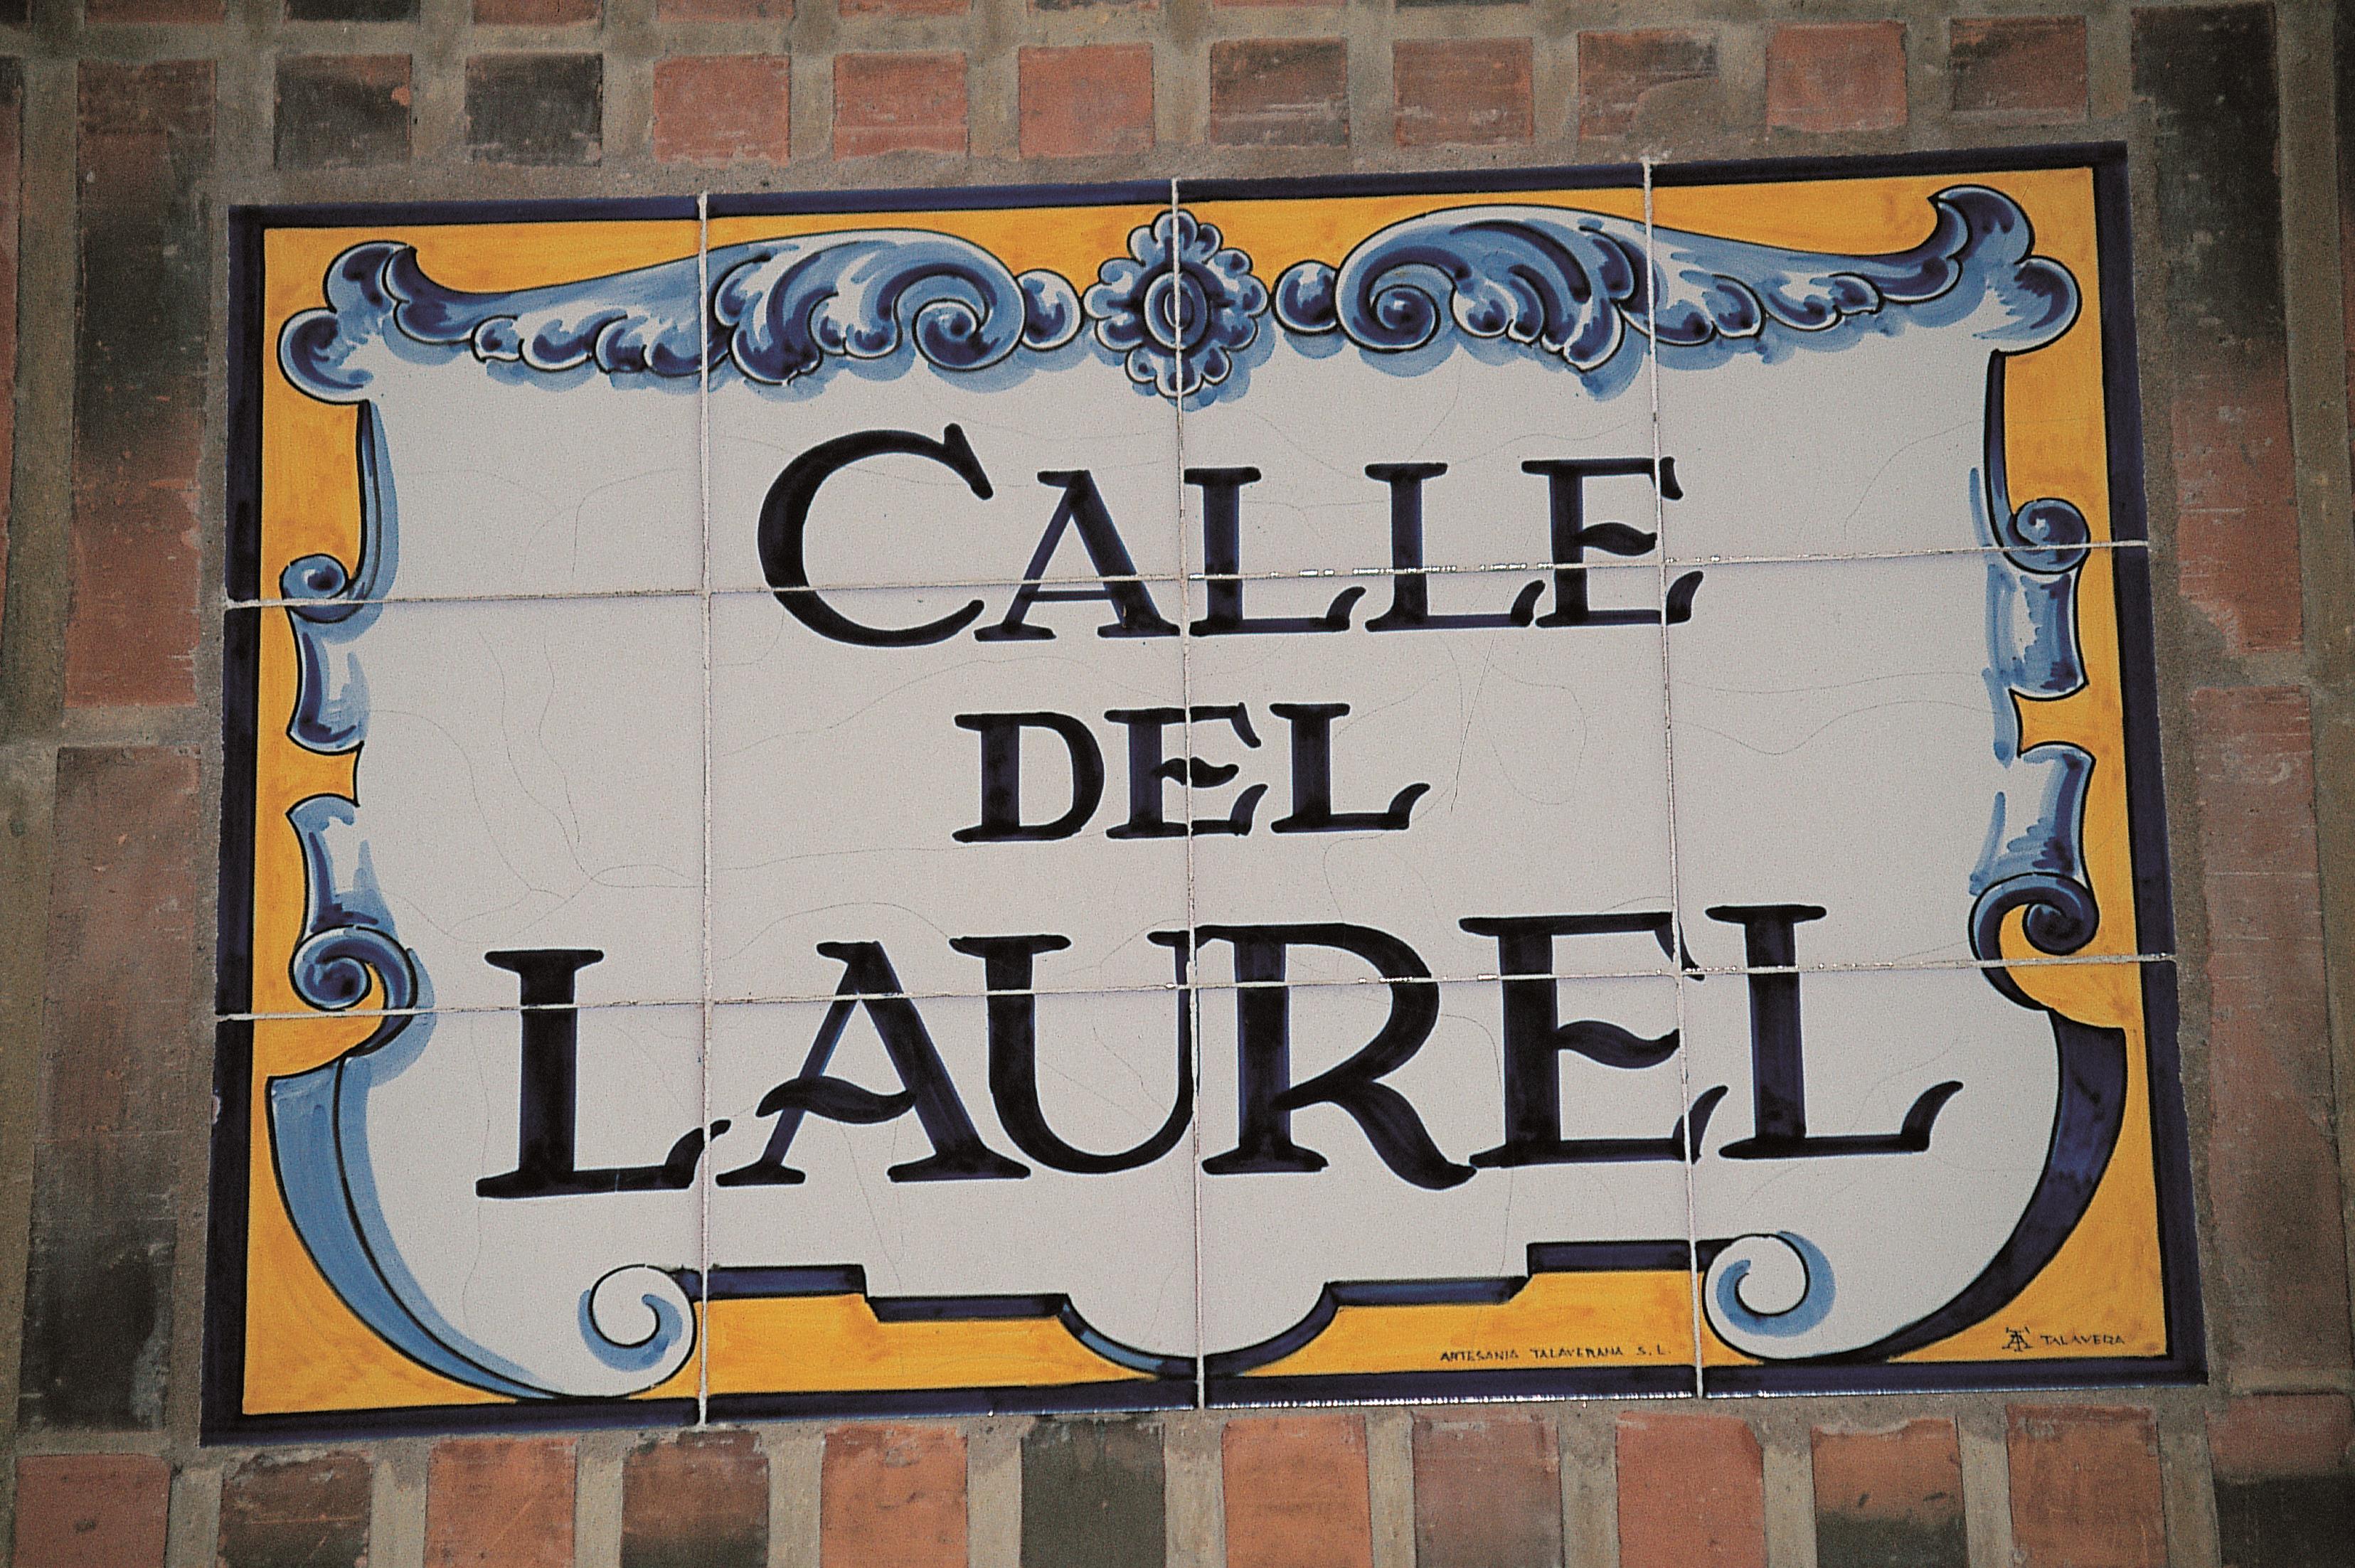 CALLE
DEL
LAUREL
ARTESANIA TALAVERANA S. L.
TALAVERA